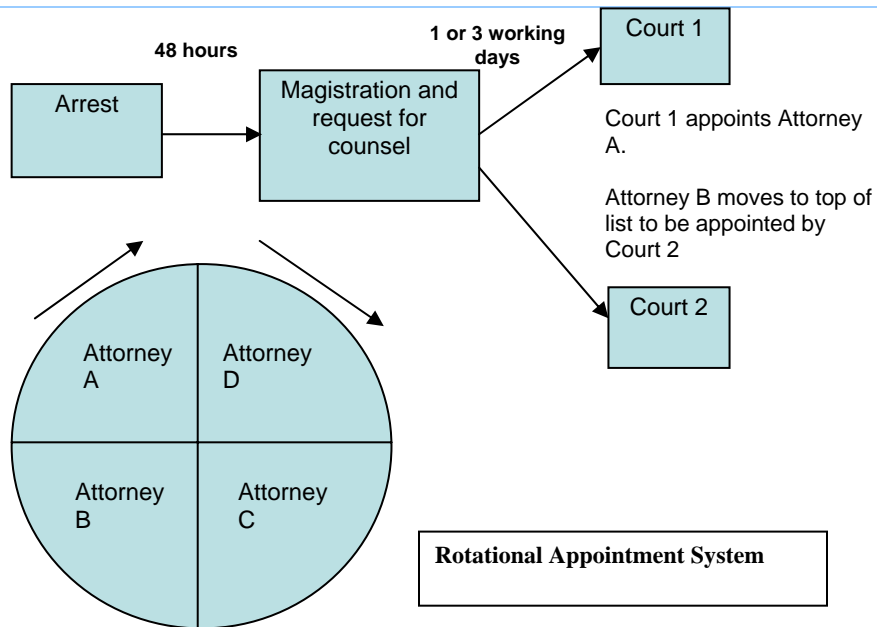 48 hours
1 or 3 working
days
Court 1
Arrest
Magistration and
request for
counsel
Court 1 appoints Attorney
A.
Attorney B moves to top of
list to be appointed by
Court 2
Court 2
Attorney
A
Attorney
D
Attorney
B
Attorney
C
Rotational Appointment System